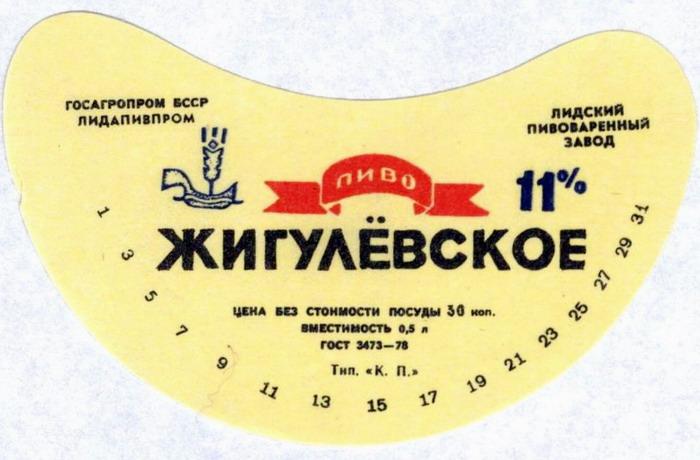 ГОСАГРОПРОМ БССР
ЛИДАПИВПРОМ
ЛИДСКИЙ
ПИВОВАРЕННЫЙ
ЗАВОД
ПИВО
11%
ЖИГУЛЁВСКОЕ
ЦЕНА БЕЗ СТОИМОСТИ ПОСУДЫ 30 коп.
ВМЕСТИМОСТЬ 0,5 л
ГОСТ 3473—78
Тип. «К. П.»
1 3 5 7 9 11 13 15 17 19 21 23 25 27 29 31